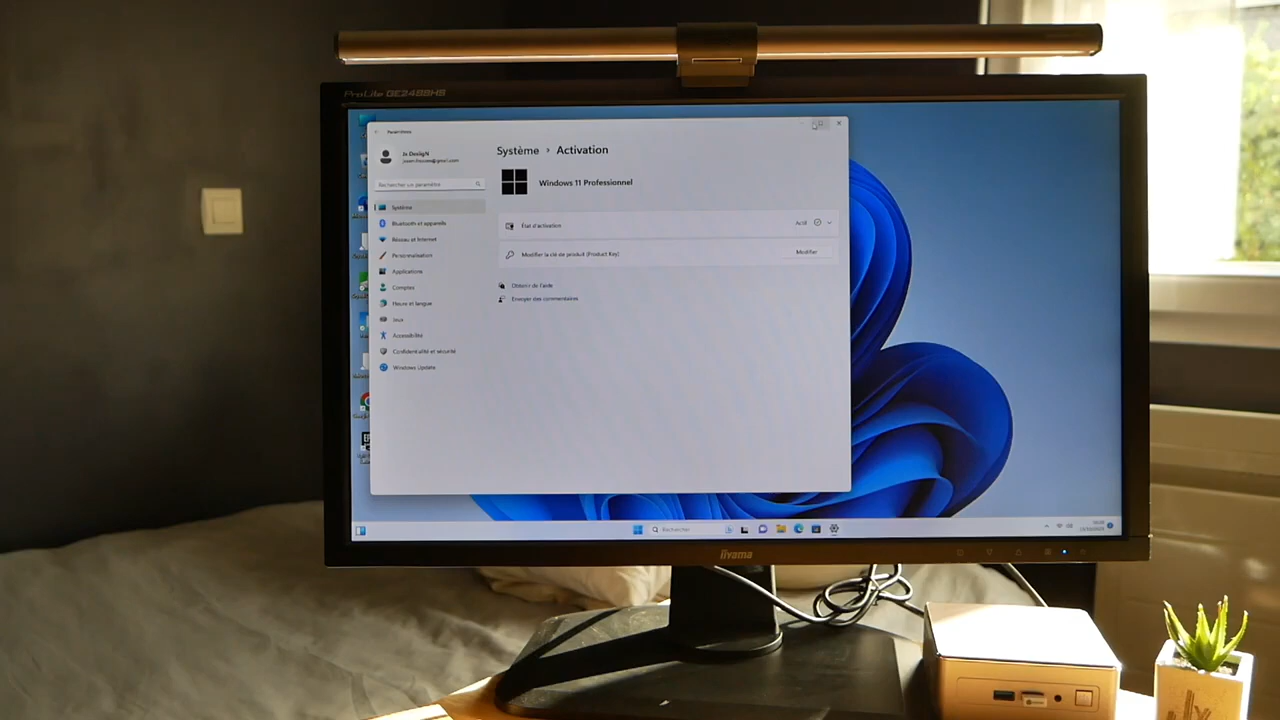 ProLite GE2488HS
Paramètres
Jo DesigN
Système > Activation
Rechercher un paramètre
Windows 11 Professionnel
Système
Bluetooth et appareils
État d'activation
Actif
Réseau et Internet
Modifier la clé de produit (Product Key)
Modifier
Personnalisation
Applications
Obtenir de l'aide
Comptes
Envoyer des commentaires
Heure et langue
Jeux
Accessibilité
Confidentialité et sécurité
Windows Update
Rechercher
iiyama